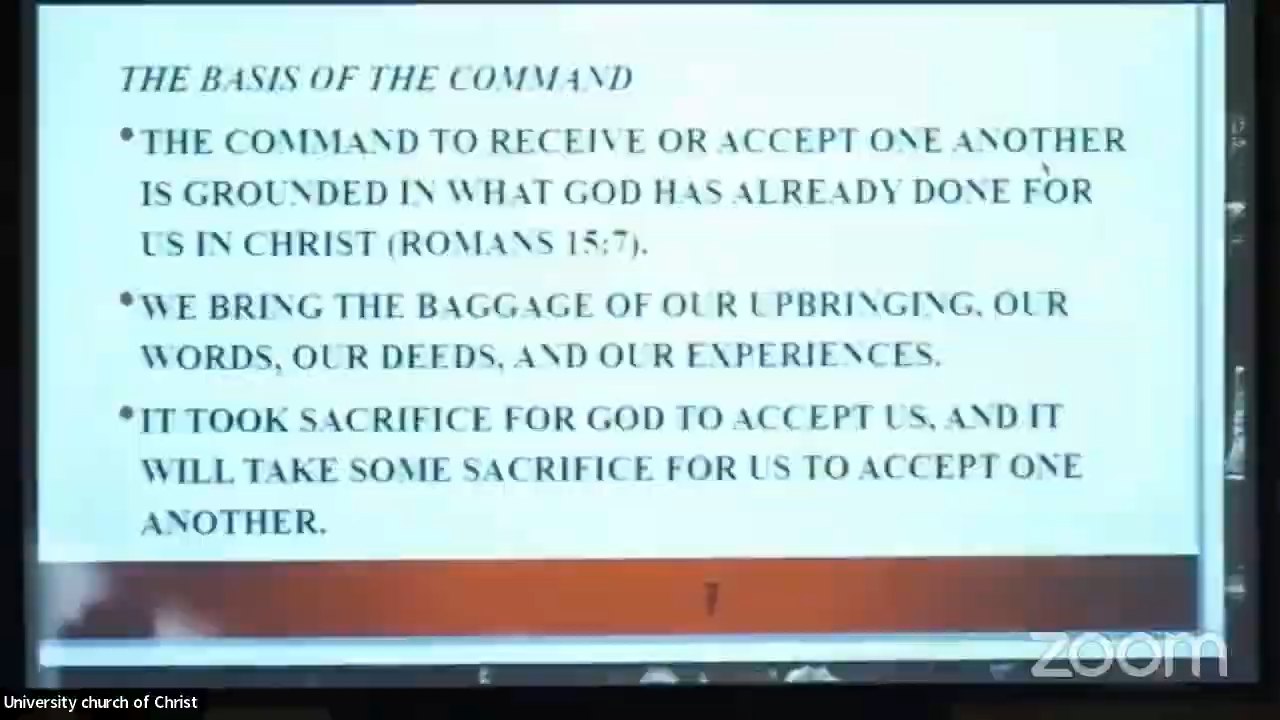 THE BASIS OF THE COMMAND
•THE COMMAND TO RECEIVE OR ACCEPT ONE ANOTHER
IS GROUNDED IN WHAT GOD HAS ALREADY DONE FOR
US IN CHRIST (ROMANS 15:7).
•WE BRING THE BAGGAGE OF OUR UPBRINGING, OUR
WORDS, OUR DEEDS, AND OUR EXPERIENCES.
•IT TOOK SACRIFICE FOR GOD TO ACCEPT US, AND IT
WILL TAKE SOME SACRIFICE FOR US TO ACCEPT ONE
ANOTHER.
7
zoom
University church of Christ